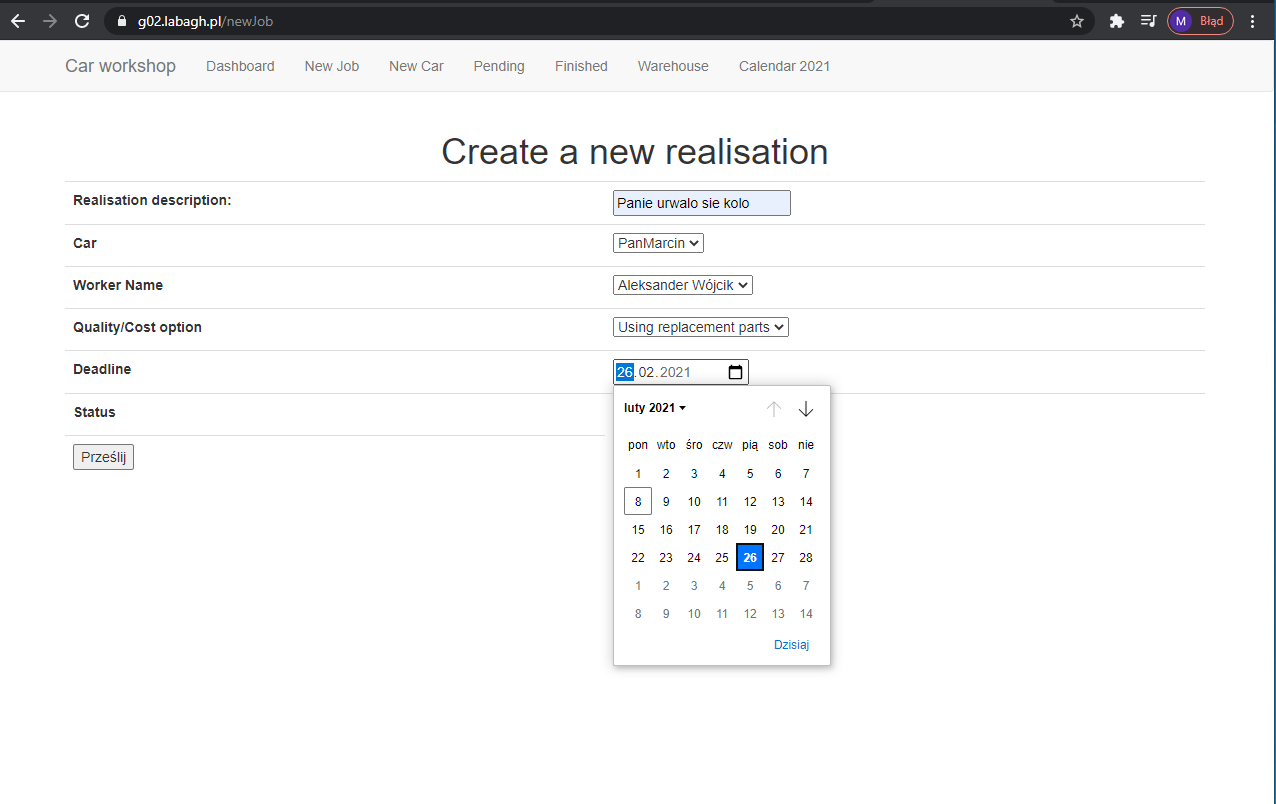 g02.labagh.pl/newJob
M Błąd
Car workshop Dashboard New Job New Car Pending Finished Warehouse Calendar 2021
Create a new realisation
Realisation description: Panie urwalo sie kolo
Car PanMarcin
Worker Name Aleksander Wójcik
Quality/Cost option Using replacement parts
Deadline 26.02.2021
Status
luty 2021
pon wto śro czw pią sob nie
1 2 3 4 5 6 7
8 9 10 11 12 13 14
15 16 17 18 19 20 21
22 23 24 25 26 27 28
1 2 3 4 5 6 7
8 9 10 11 12 13 14
Dzisiaj
Prześlij